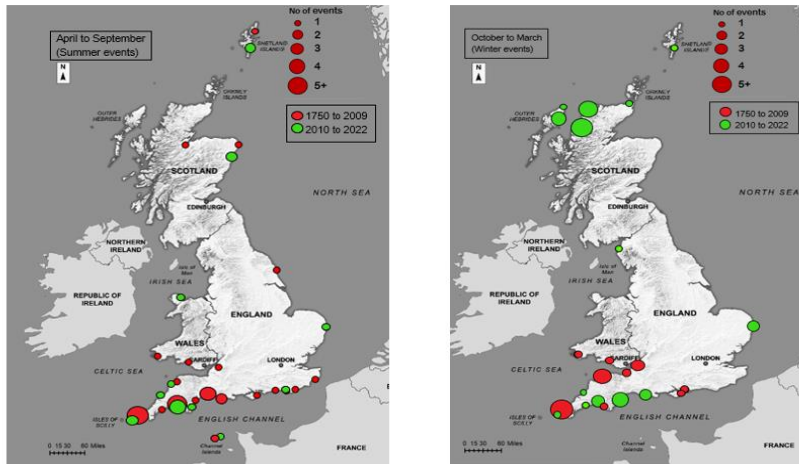 April to September
(Summer events)
No of events
1
2
3
4
5+
1750 to 2009
2010 to 2022
N
SHETLAND
ISLANDS
ORKNEY
ISLANDS
OUTER
HEBRIDES
SCOTLAND
NORTH SEA
EDINBURGH
NORTHERN
IRELAND
Isle of
Man
IRISH SEA
REPUBLIC OF
IRELAND
ENGLAND
WALES
CARDIFF
LONDON
CELTIC SEA
ISLES OF
SCILLY
ENGLISH CHANNEL
Channel
Islands
FRANCE
0 15 30 60 Miles
October to March
(Winter events)
No of events
1
2
3
4
5+
1750 to 2009
2010 to 2022
N
SHETLAND
ISLANDS
ORKNEY
ISLANDS
OUTER
HEBRIDES
SCOTLAND
NORTH SEA
EDINBURGH
NORTHERN
IRELAND
Isle of
Man
IRISH SEA
REPUBLIC OF
IRELAND
ENGLAND
WALES
CARDIFF
LONDON
CELTIC SEA
ISLES OF
SCILLY
ENGLISH CHANNEL
Channel
Islands
FRANCE
0 15 30 60 Miles